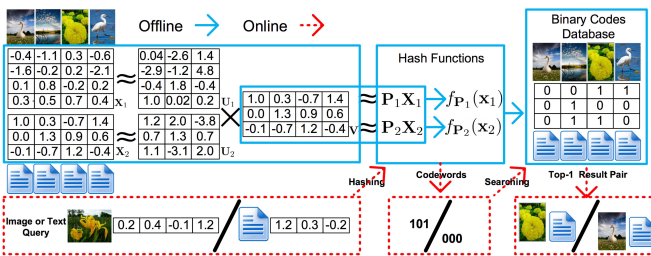 Offline Online
Binary Codes
Database
Hash Functions
-0.4 -1.1 0.3 -0.6
-1.6 -0.2 0.2 -2.1
0.1 0.8 -0.2 0.2
0.3 0.5 0.7 0.4
X₁
≈
0.04 -2.6 1.4
-2.9 -1.2 4.8
-0.4 1.8 -0.4
1.0 0.02 0.2
U₁
1.0 0.3 -0.7 1.4
0.0 1.3 0.9 0.6
-0.1 -0.7 1.2 -0.4
X₂
≈
1.2 2.0 -3.8
0.7 1.3 0.7
1.1 -3.1 2.0
U₂
×
1.0 0.3 -0.7 1.4
0.0 1.3 0.9 0.6
-0.1 -0.7 1.2 -0.4
V
≈ P₁X₁ f_P₁(x₁)
≈ P₂X₂ f_P₂(x₂)
0 0 1 1
0 1 0 0
0 1 1 0
Hashing
Codewords
Searching
Top-1 Result Pair
Image or Text
Query
0.2 0.4 -0.1 1.2
1.2 0.3 -0.2
101
000